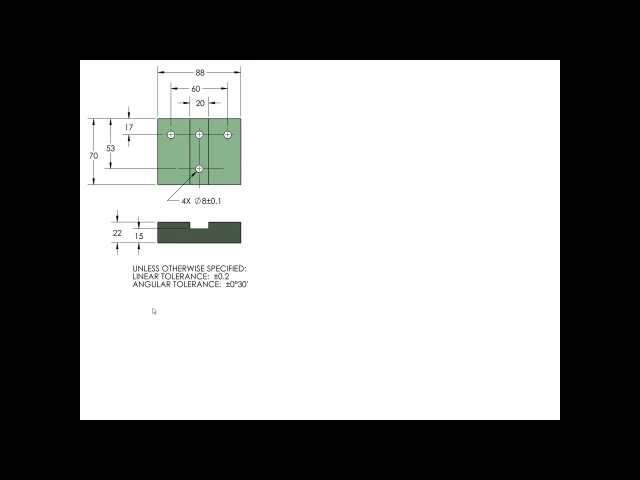 88
60
20
17
53
70
4X ∅8±0.1
22
15
UNLESS OTHERWISE SPECIFIED:
LINEAR TOLERANCE: ±0.2
ANGULAR TOLERANCE: ±0°30'